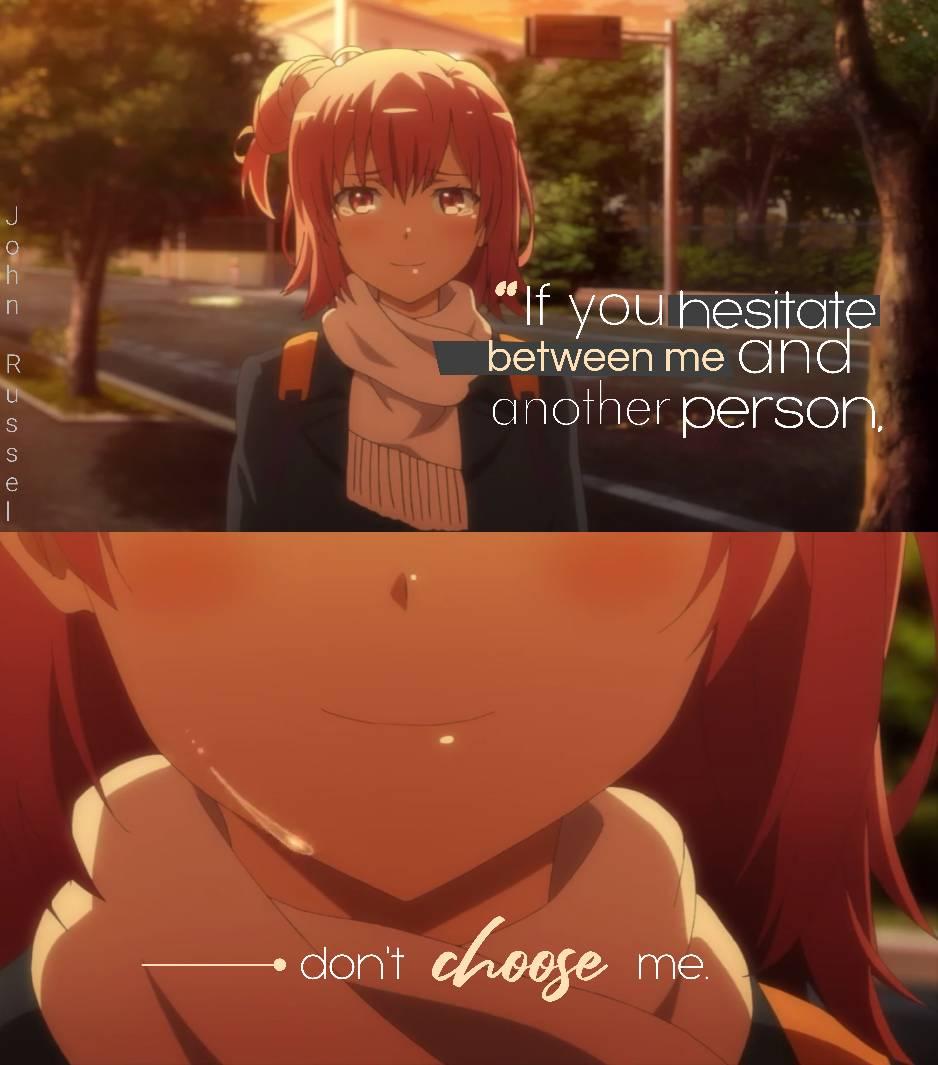 John Russel
“If you hesitate
between me and
another person,
don't choose me.